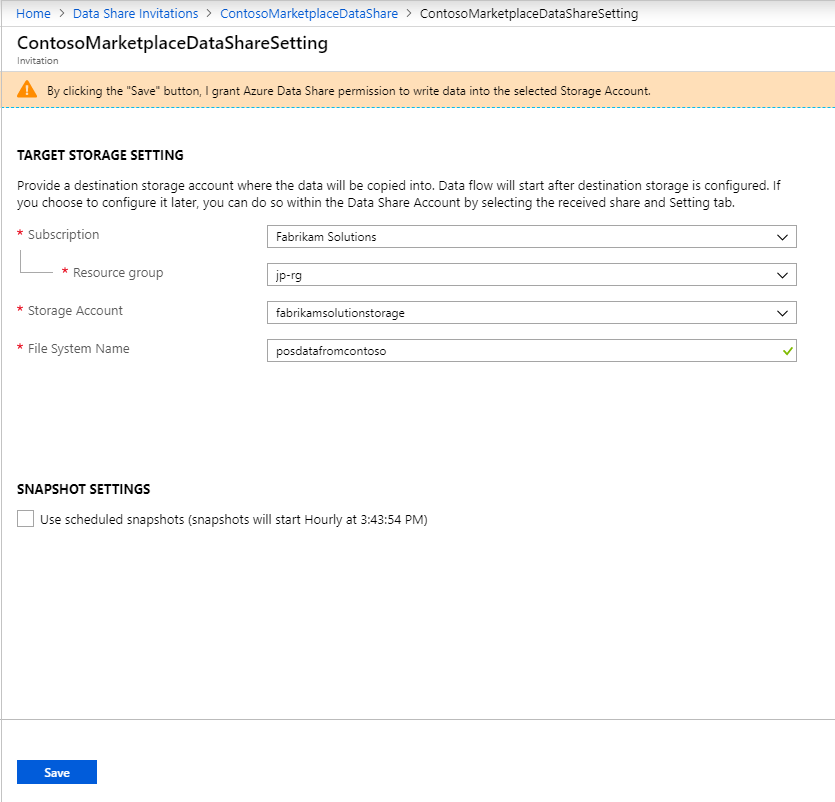 Home > Data Share Invitations > ContosoMarketplaceDataShare > ContosoMarketplaceDataShareSetting
ContosoMarketplaceDataShareSetting
Invitation
By clicking the "Save" button, I grant Azure Data Share permission to write data into the selected Storage Account.
TARGET STORAGE SETTING
Provide a destination storage account where the data will be copied into. Data flow will start after destination storage is configured. If
you choose to configure it later, you can do so within the Data Share Account by selecting the received share and Setting tab.
* Subscription Fabrikam Solutions
* Resource group jp-rg
* Storage Account fabrikamsolutionstorage
* File System Name posdatafromcontoso
SNAPSHOT SETTINGS
Use scheduled snapshots (snapshots will start Hourly at 3:43:54 PM)
Save